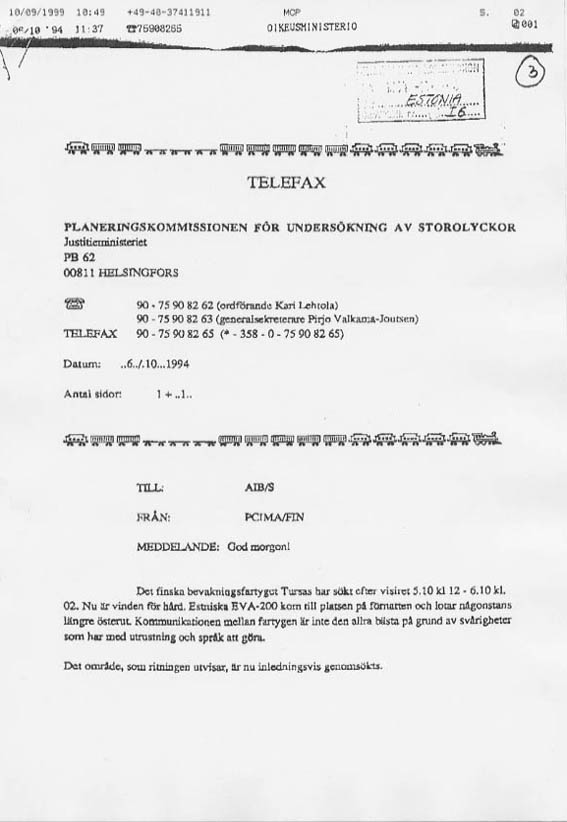 10/09/1999 10:49 +49-40-37411911 MCP S. 02
06/10 '94 11:37 ☎75908265 OIKEUSMINISTERIO 001
3
ESTONIA
I6
TELEFAX
PLANERINGSKOMMISSIONEN FÖR UNDERSÖKNING AV STOROLYCKOR
Justitieministeriet
PB 62
00811 HELSINGFORS
90 - 75 90 82 62 (ordförande Kari Lehtola)
90 - 75 90 82 63 (generalsekreterare Pirjo Valkama-Joutsen)
TELEFAX 90 - 75 90 82 65 (* - 358 - 0 - 75 90 82 65)
Datum: ..6../.10...1994
Antal sidor: 1 + ..1..
TILL: AIB/S
FRÅN: PCIMA/FIN
MEDDELANDE: God morgon!
Det finska bevakningsfartyget Tursas har sökt efter visiret 5.10 kl 12 - 6.10 kl.
02. Nu är vinden för hård. Estniska EVA-200 kom till platsen på förnatten och lotar någonstans
längre österut. Kommunikationen mellan fartygen är inte den allra bästa på grund av svårigheter
som har med utrustning och språk att göra.
Det område, som ritningen utvisar, är nu inledningsvis genomsökts.